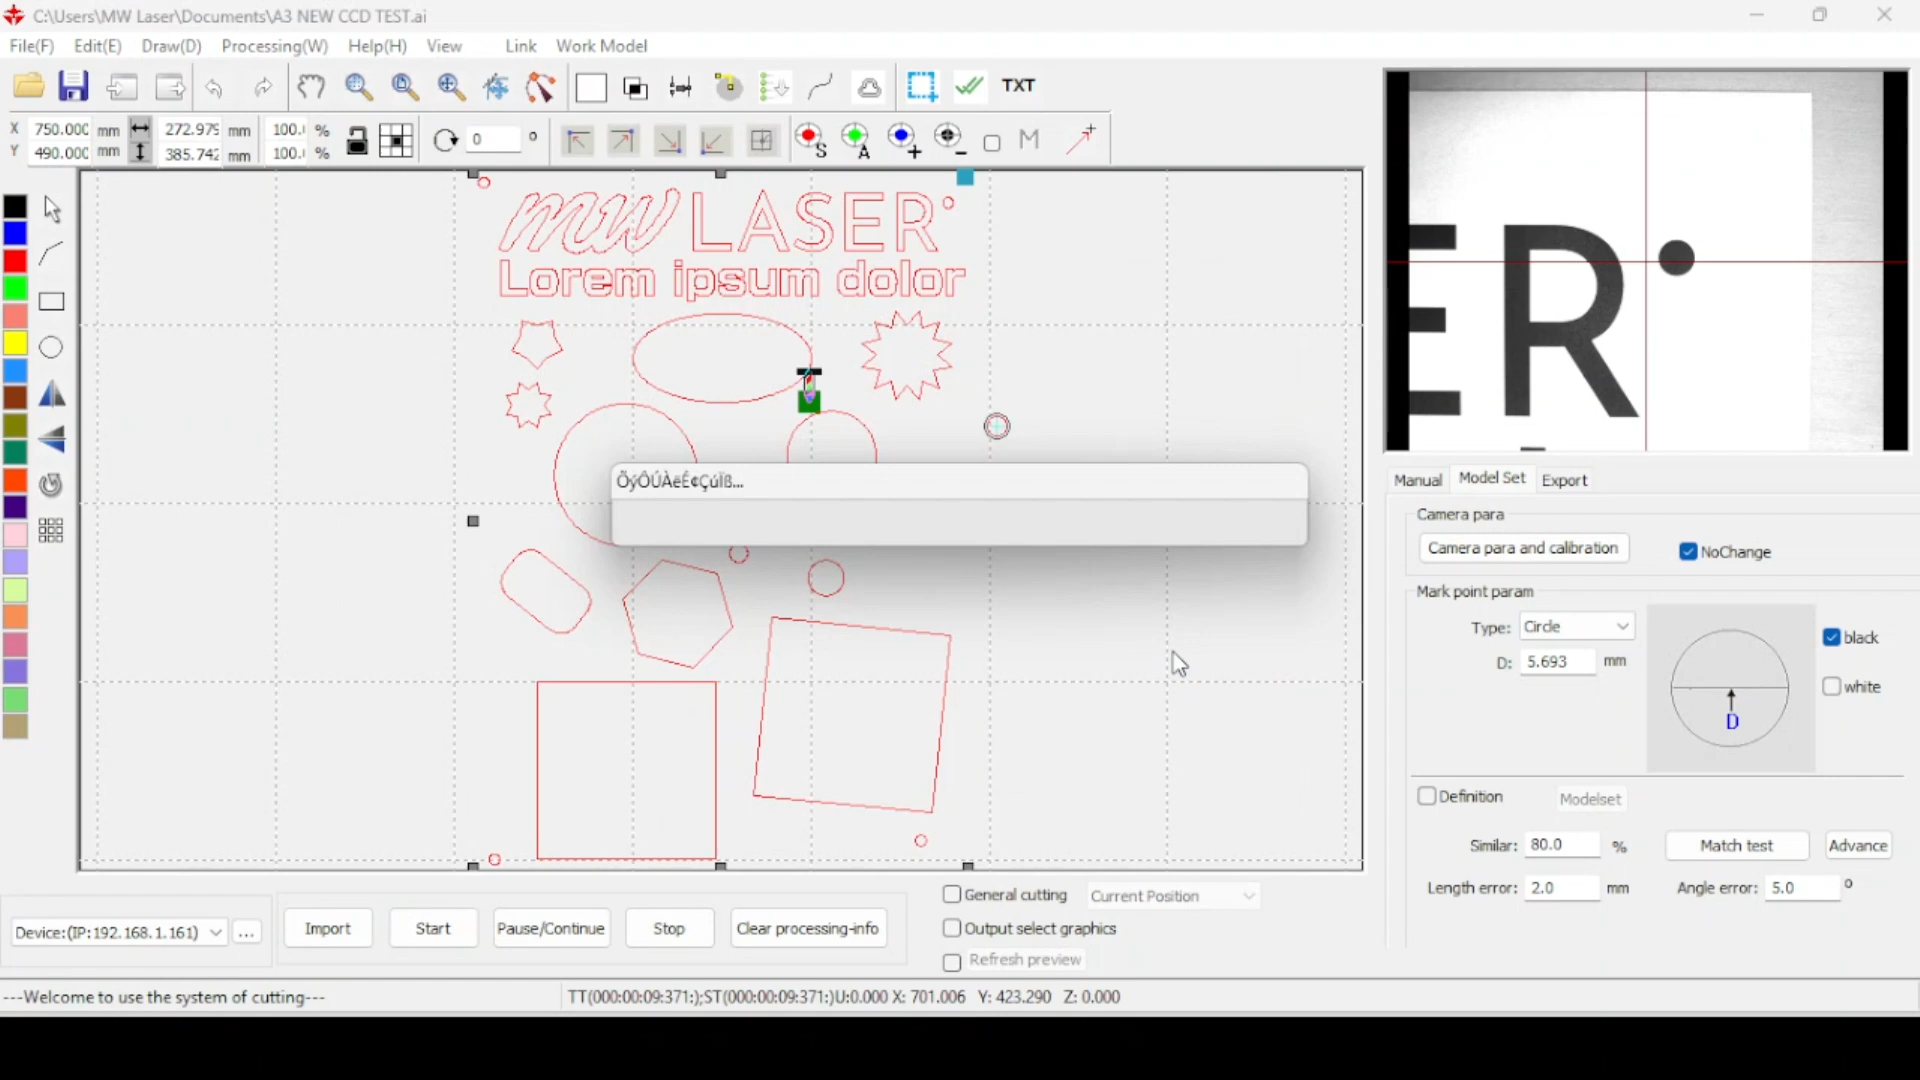 C:\Users\MW Laser\Documents\A3 NEW CCD TEST.ai
File(F) Edit(E) Draw(D) Processing(W) Help(H) View Link Work Model
TXT
X 750.000 mm 272.979 mm 100. %
Y 490.000 mm 385.742 mm 100. %
0 ° S A M
MW LASER
Lorem ipsum dolor
ER
ÕýÔÚÀëÉ¢ÇúÏß...
Manual Model Set Export
Camera para
Camera para and calibration NoChange
Mark point param
Type: Circle black
D: 5.693 mm
white
D
Definition Modelset
Similar: 80.0 % Match test Advance
Length error: 2.0 mm Angle error: 5.0 °
General cutting Current Position
Device:(IP:192.168.1.161) ... Import Start Pause/Continue Stop Clear processing-info
Output select graphics
Refresh preview
---Welcome to use the system of cutting---
TT(000:00:09:371:);ST(000:00:09:371:)U:0.000 X: 701.006 Y: 423.290 Z: 0.000